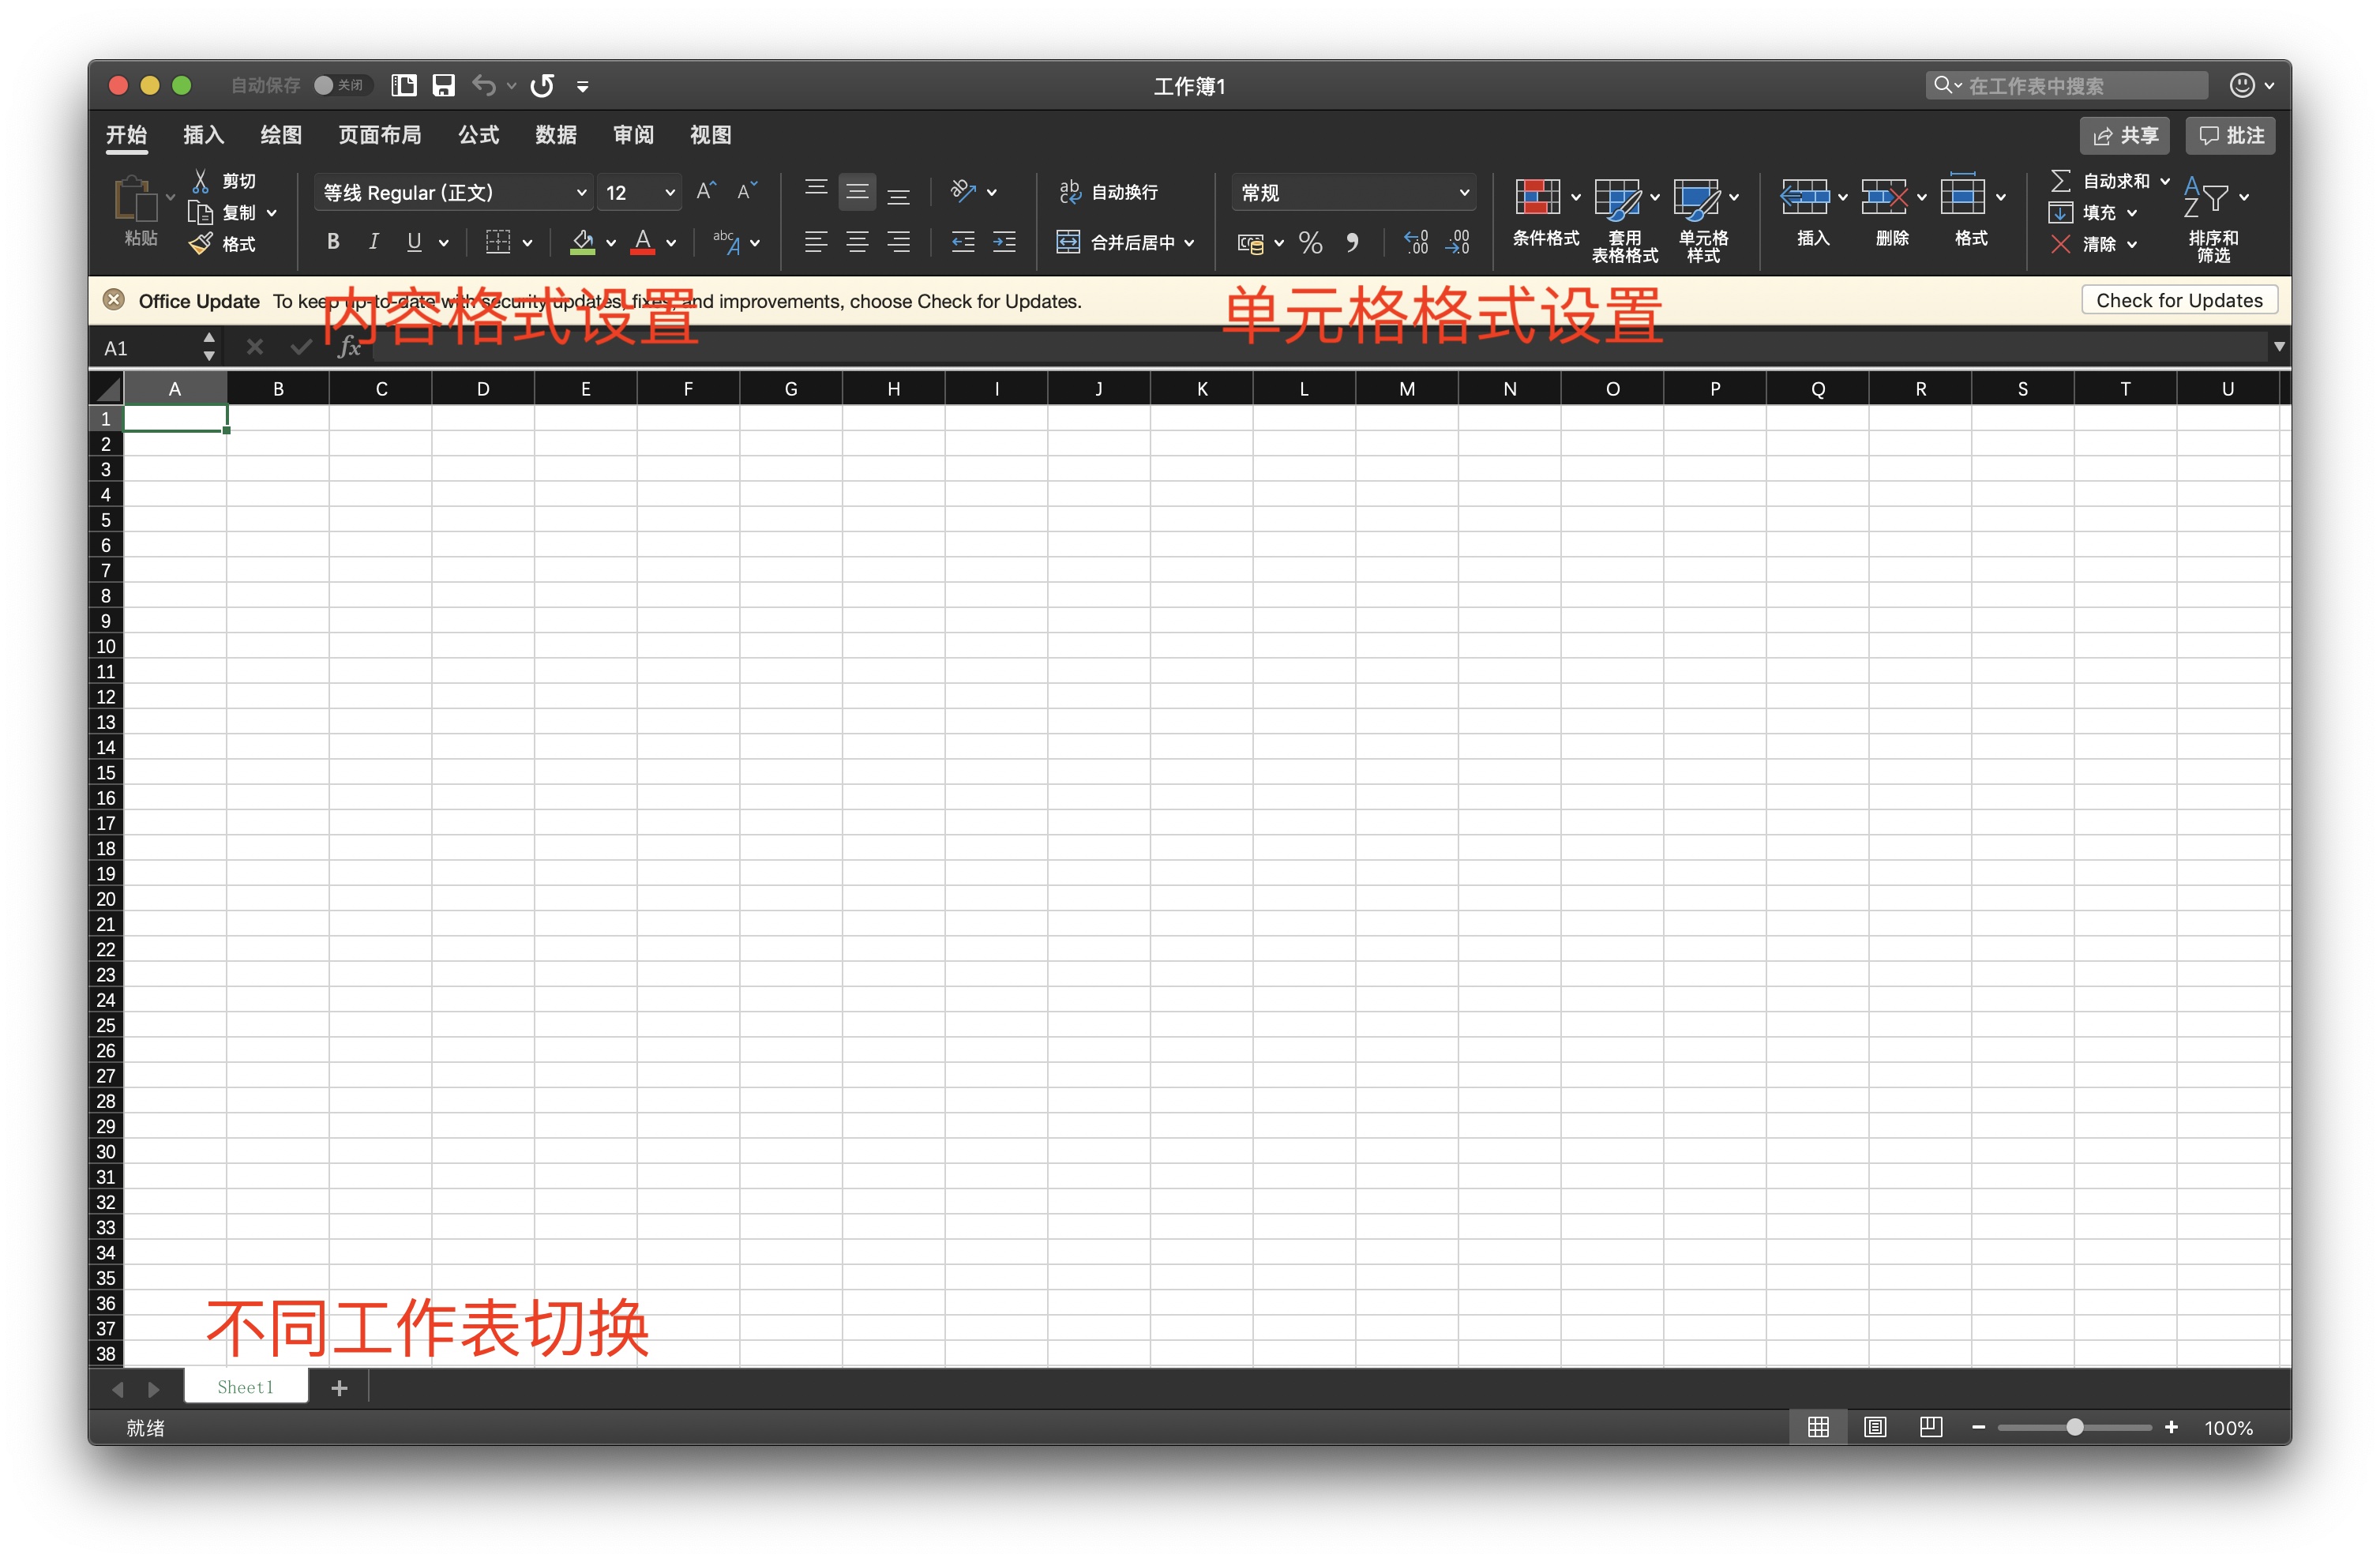 自动保存 关闭 工作簿1 在工作表中搜索
开始 插入 绘图 页面布局 公式 数据 审阅 视图 共享 批注
粘贴 剪切 复制 格式
等线 Regular (正文) 12 A A
B I U A abc A
ab 自动换行
合并后居中
常规
% , .0 .00 .00 .0
条件格式 套用 表格格式 单元格 样式
插入 删除 格式
自动求和 填充 清除
A Z 排序和 筛选
Office Update To keep up-to-date with security updates, fixes, and improvements, choose Check for Updates. Check for Updates
内容格式设置 单元格格式设置
A1 fx
A B C D E F G H I J K L M N O P Q R S T U
1
2
3
4
5
6
7
8
9
10
11
12
13
14
15
16
17
18
19
20
21
22
23
24
25
26
27
28
29
30
31
32
33
34
35
36
37
38
不同工作表切换
Sheet1 +
就绪 100%